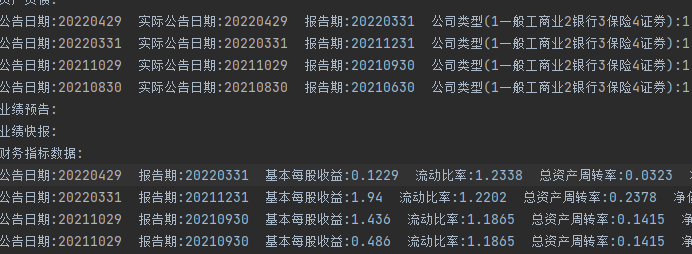 公告日期:20220429 实际公告日期:20220429 报告期:20220331 公司类型(1一般工商业2银行3保险4证券):1
公告日期:20220331 实际公告日期:20220331 报告期:20211231 公司类型(1一般工商业2银行3保险4证券):1
公告日期:20211029 实际公告日期:20211029 报告期:20210930 公司类型(1一般工商业2银行3保险4证券):1
公告日期:20210830 实际公告日期:20210830 报告期:20210630 公司类型(1一般工商业2银行3保险4证券):1
业绩预告:
业绩快报:
财务指标数据:
公告日期:20220429 报告期:20220331 基本每股收益:0.1229 流动比率:1.2338 总资产周转率:0.0323
公告日期:20220331 报告期:20211231 基本每股收益:1.94 流动比率:1.2202 总资产周转率:0.2378 净
公告日期:20211029 报告期:20210930 基本每股收益:1.436 流动比率:1.1865 总资产周转率:0.1415 净
公告日期:20211029 报告期:20210930 基本每股收益:0.486 流动比率:1.1865 总资产周转率:0.1415 净